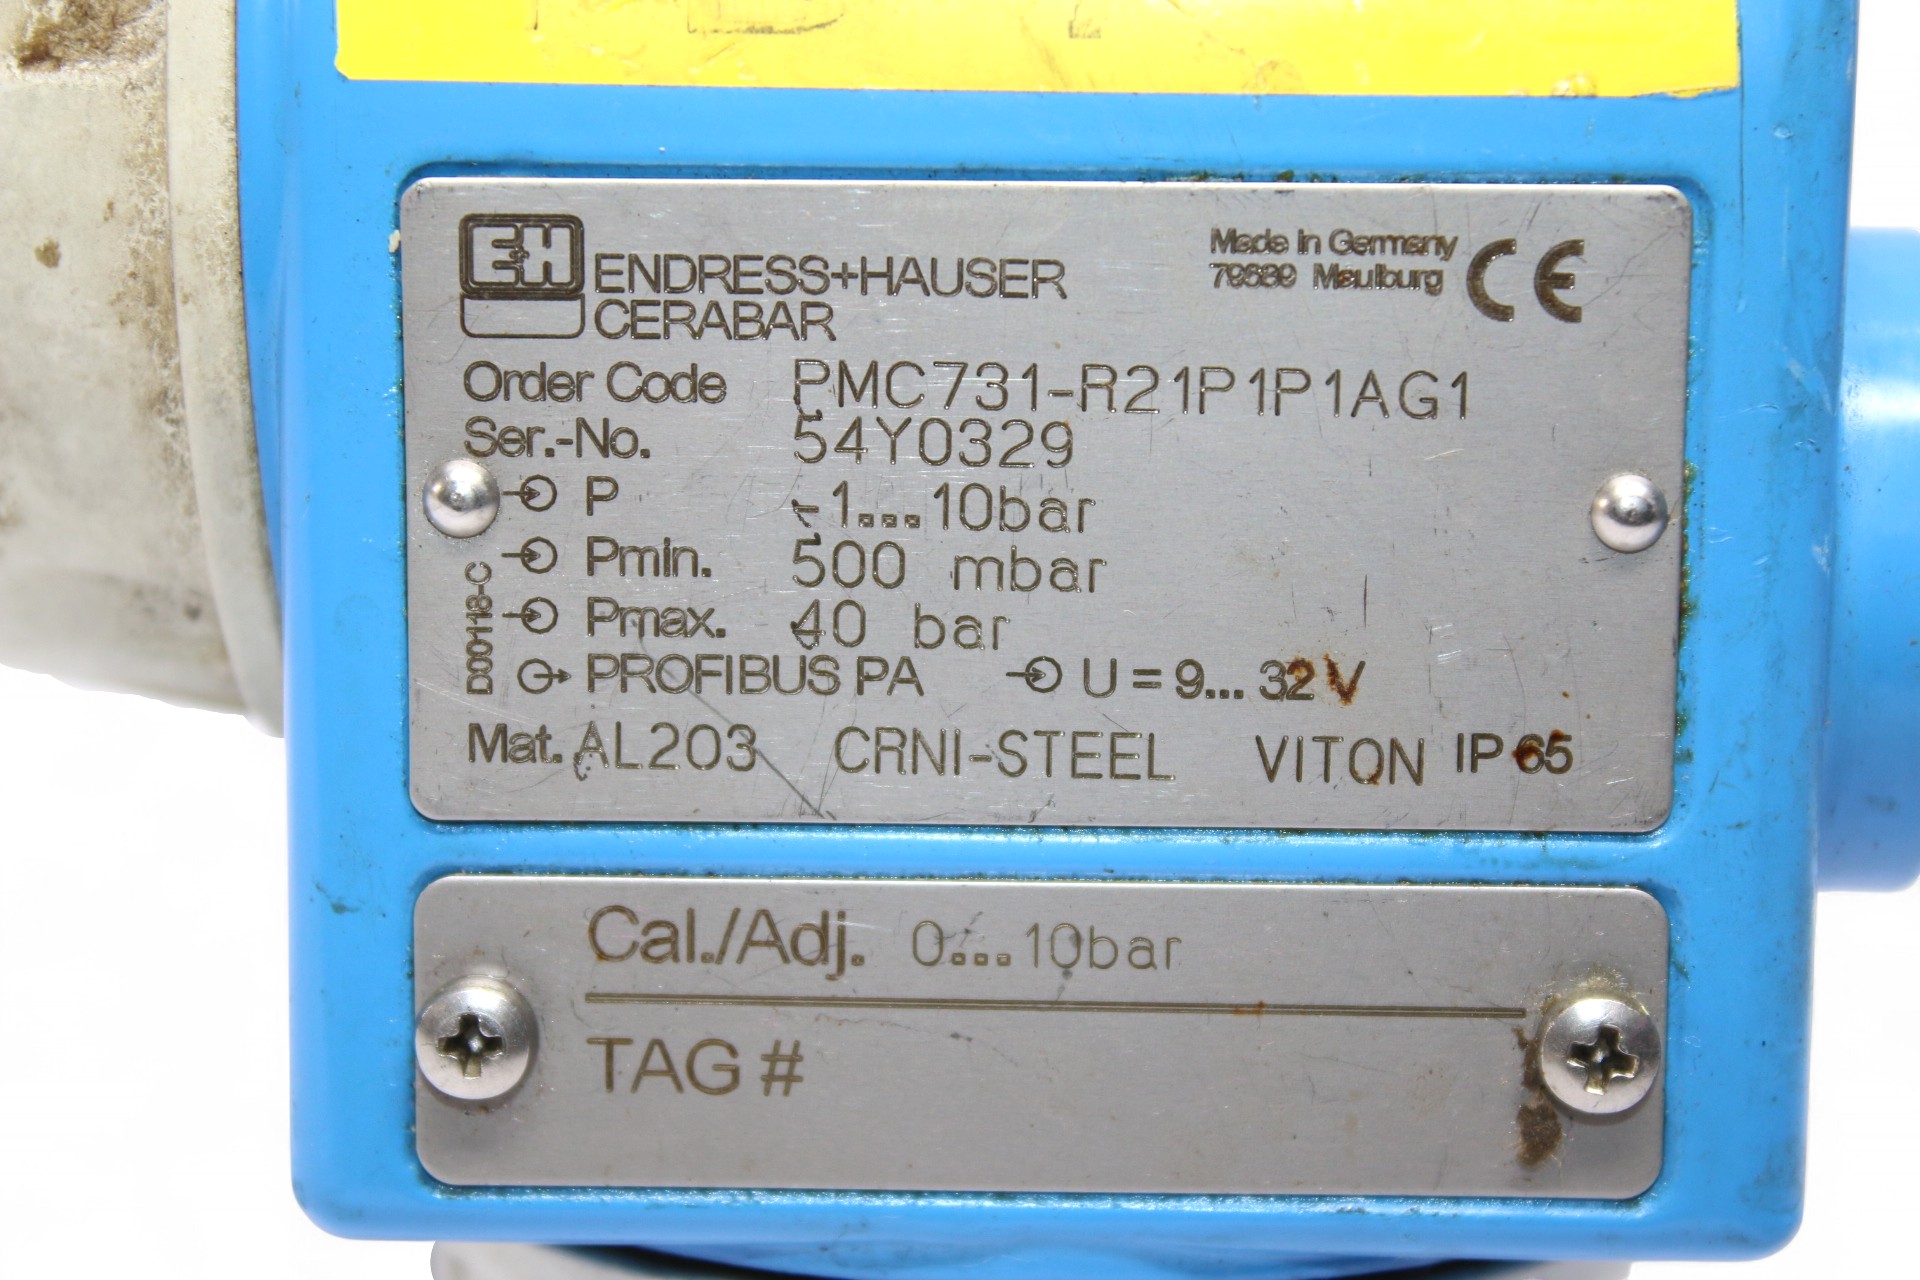 E+H ENDRESS+HAUSER
CERABAR
Made in Germany
79689 Maulburg
CE
Order Code PMC731-R21P1P1AG1
Ser.-No. 54Y0329
P -1...10bar
Pmin. 500 mbar
Pmax. 40 bar
PROFIBUS PA U = 9... 32 V
Mat. AL203 CRNI-STEEL VITON IP 65
D00118-C
Cal./Adj. 0...10bar
TAG #